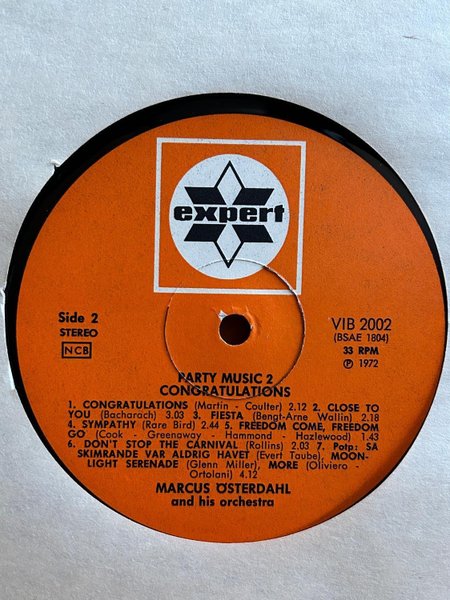 expert
Side 2
STEREO
NCB
VIB 2002
(BSAE 1804)
33 RPM
Ⓟ 1972
PARTY MUSIC 2
CONGRATULATIONS
1. CONGRATULATIONS (Martin - Coulter) 2.12 2. CLOSE TO
YOU (Bacharach) 3.03 3. FIESTA (Bengt-Arne Wallin) 2.18
4. SYMPATHY (Rare Bird) 2.44 5. FREEDOM COME, FREEDOM
GO (Cook - Greenaway - Hammond - Hazlewood) 1.43
6. DON'T STOP THE CARNIVAL (Rollins) 2.03 7. Potp: SÅ
SKIMRANDE VAR ALDRIG HAVET (Evert Taube), MOON-
LIGHT SERENADE (Glenn Miller), MORE (Oliviero -
Ortolani) 4.12
MARCUS ÖSTERDAHL
and his orchestra